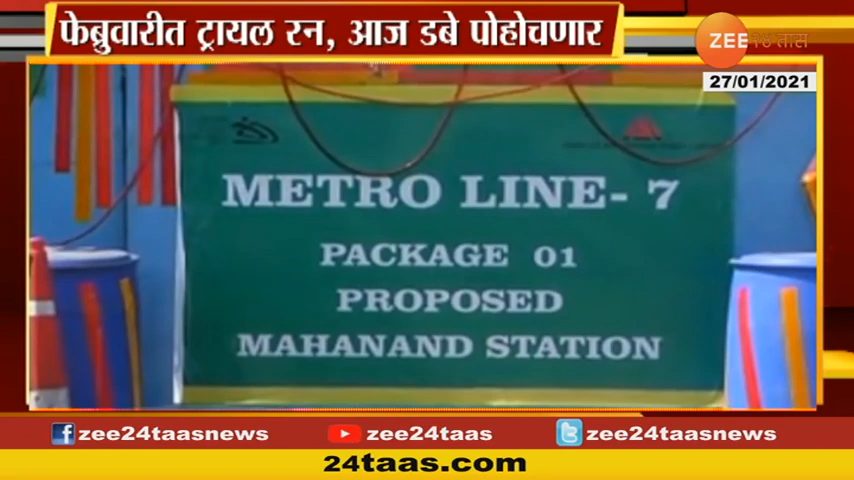 फेब्रुवारीत ट्रायल रन, आज डबे पोहोचणार
ZEE २४ तास
27/01/2021
METRO LINE- 7
PACKAGE 01
PROPOSED
MAHANAND STATION
zee24taasnews
zee24taas
zee24taasnews
24taas.com